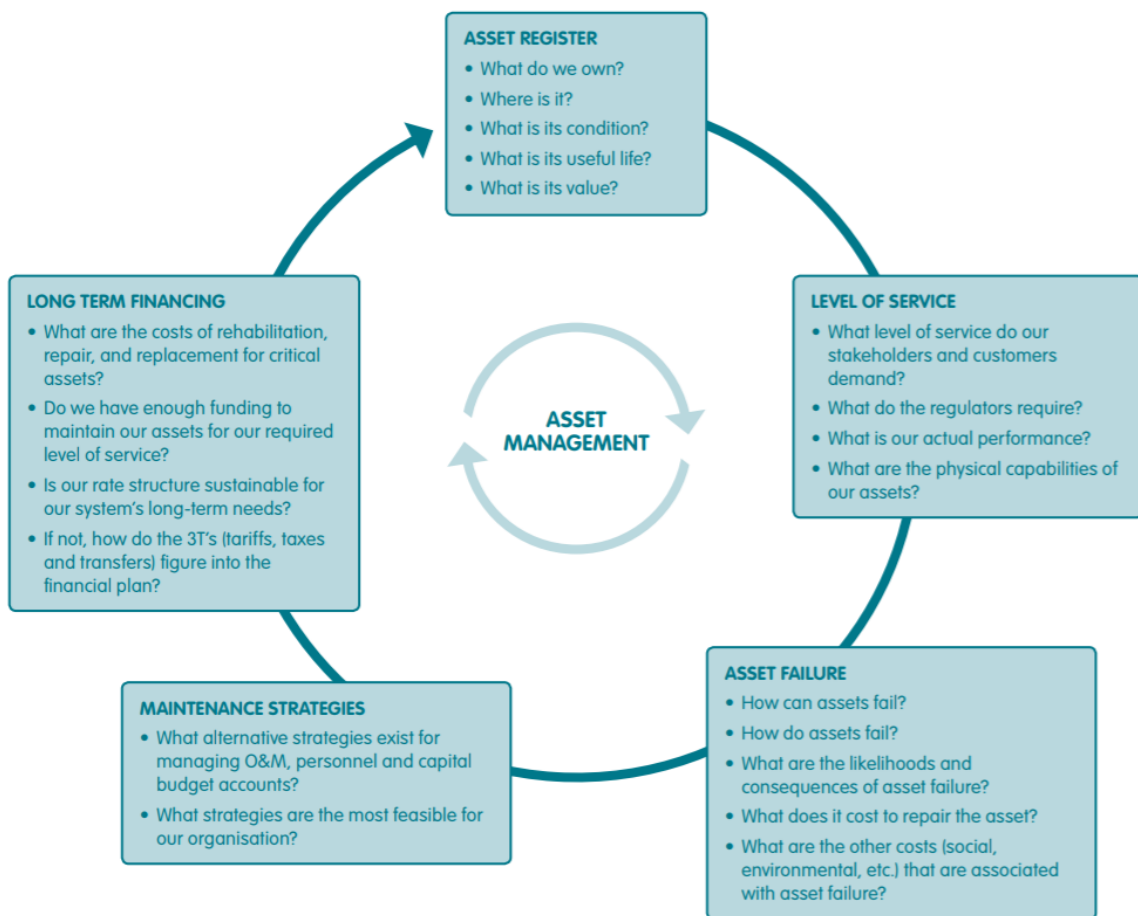 ASSET REGISTER
• What do we own?
• Where is it?
• What is its condition?
• What is its useful life?
• What is its value?
LEVEL OF SERVICE
• What level of service do our
stakeholders and customers
demand?
• What do the regulators require?
• What is our actual performance?
• What are the physical capabilities of
our assets?
ASSET FAILURE
• How can assets fail?
• How do assets fail?
• What are the likelihoods and
consequences of asset failure?
• What does it cost to repair the asset?
• What are the other costs (social,
environmental, etc.) that are associated
with asset failure?
MAINTENANCE STRATEGIES
• What alternative strategies exist for
managing O&M, personnel and capital
budget accounts?
• What strategies are the most feasible for
our organisation?
LONG TERM FINANCING
• What are the costs of rehabilitation,
repair, and replacement for critical
assets?
• Do we have enough funding to
maintain our assets for our required
level of service?
• Is our rate structure sustainable for
our system's long-term needs?
• If not, how do the 3T's (tariffs, taxes
and transfers) figure into the
financial plan?
ASSET
MANAGEMENT